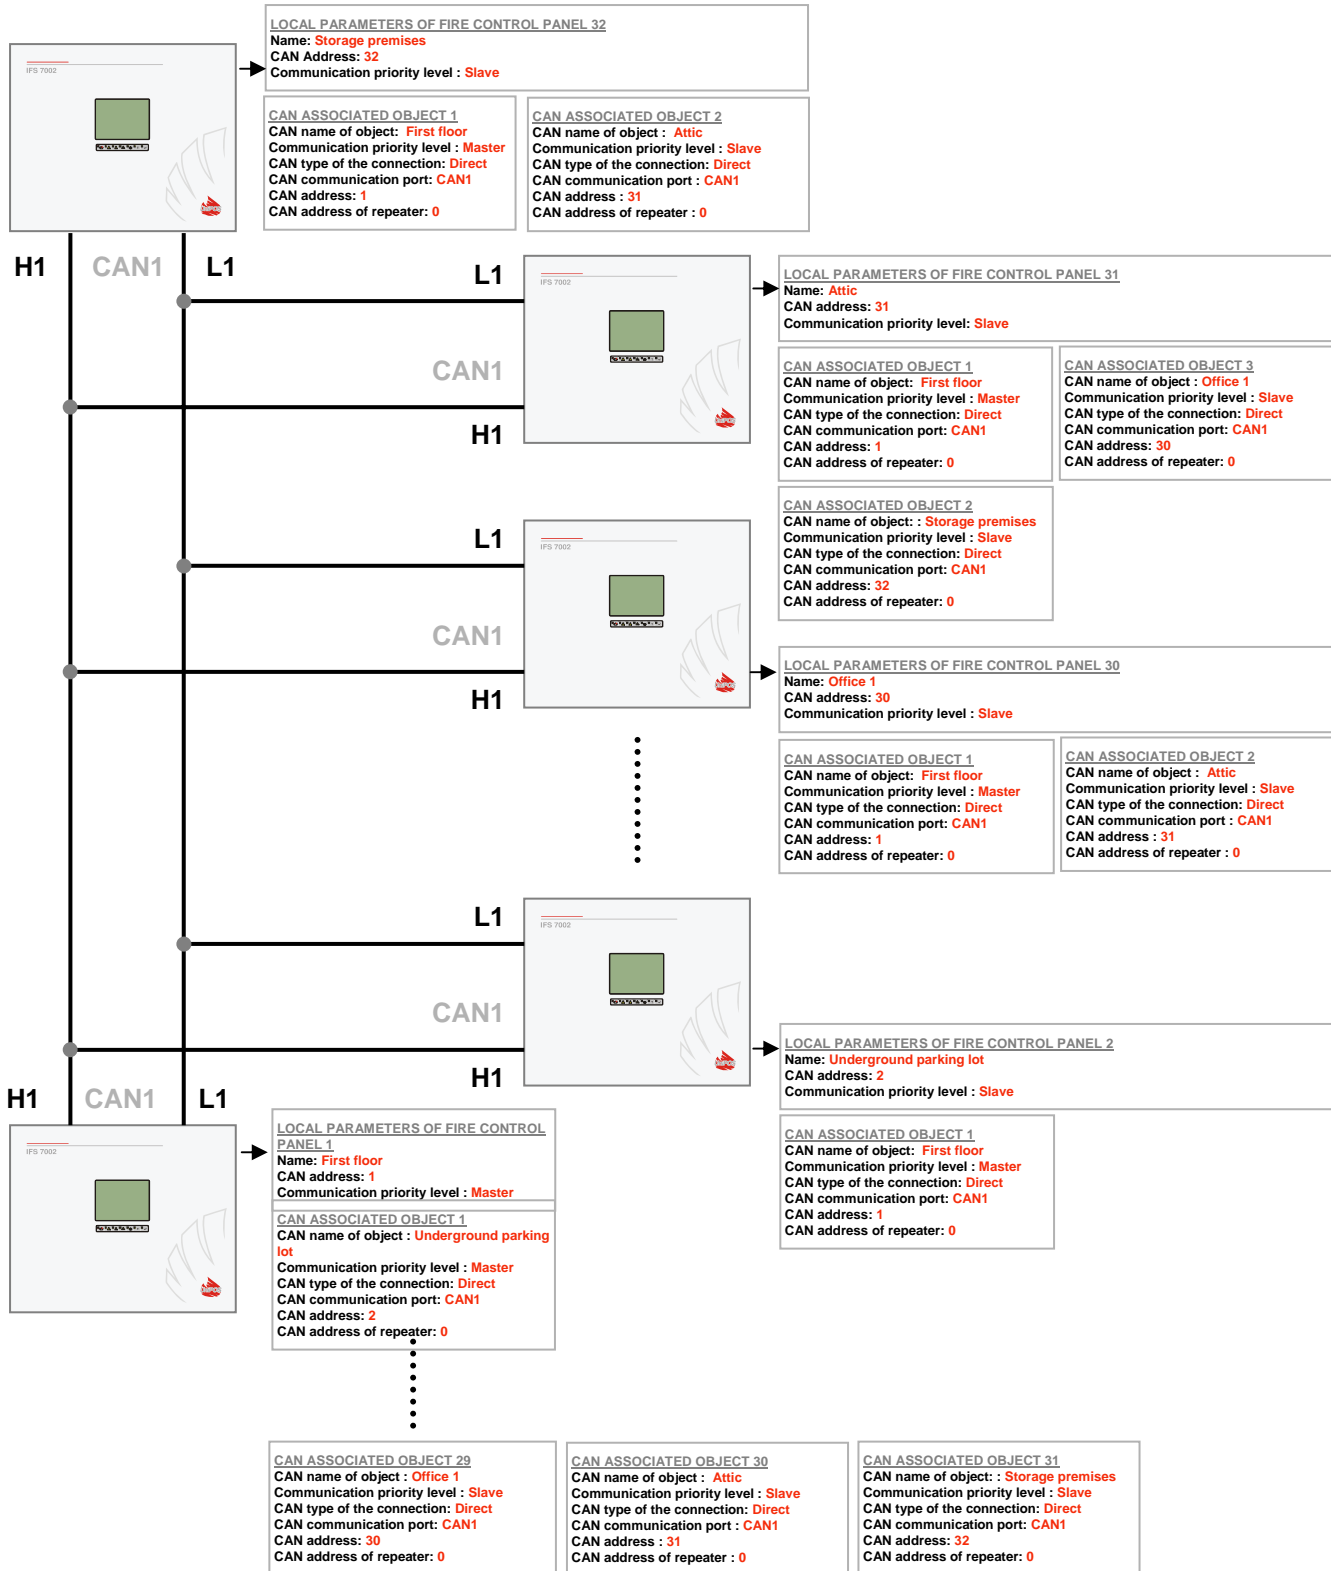 LOCAL PARAMETERS OF FIRE CONTROL PANEL 32
Name: Storage premises
CAN Address: 32
Communication priority level : Slave
IFS 7002
CAN ASSOCIATED OBJECT 1
CAN name of object: First floor
Communication priority level : Master
CAN type of the connection: Direct
CAN communication port: CAN1
CAN address: 1
CAN address of repeater: 0
CAN ASSOCIATED OBJECT 2
CAN name of object : Attic
Communication priority level : Slave
CAN type of the connection: Direct
CAN communication port : CAN1
CAN address : 31
CAN address of repeater : 0
H1 CAN1 L1
L1
CAN1
H1
IFS 7002
LOCAL PARAMETERS OF FIRE CONTROL PANEL 31
Name: Attic
CAN address: 31
Communication priority level: Slave
CAN ASSOCIATED OBJECT 1
CAN name of object: First floor
Communication priority level : Master
CAN type of the connection: Direct
CAN communication port: CAN1
CAN address: 1
CAN address of repeater: 0
CAN ASSOCIATED OBJECT 3
CAN name of object : Office 1
Communication priority level : Slave
CAN type of the connection: Direct
CAN communication port: CAN1
CAN address: 30
CAN address of repeater: 0
CAN ASSOCIATED OBJECT 2
CAN name of object: : Storage premises
Communication priority level : Slave
CAN type of the connection: Direct
CAN communication port: CAN1
CAN address: 32
CAN address of repeater: 0
L1
CAN1
H1
IFS 7002
LOCAL PARAMETERS OF FIRE CONTROL PANEL 30
Name: Office 1
CAN address: 30
Communication priority level : Slave
CAN ASSOCIATED OBJECT 1
CAN name of object: First floor
Communication priority level : Master
CAN type of the connection: Direct
CAN communication port: CAN1
CAN address: 1
CAN address of repeater: 0
CAN ASSOCIATED OBJECT 2
CAN name of object : Attic
Communication priority level : Slave
CAN type of the connection: Direct
CAN communication port : CAN1
CAN address : 31
CAN address of repeater : 0
L1
CAN1
H1
IFS 7002
LOCAL PARAMETERS OF FIRE CONTROL PANEL 2
Name: Underground parking lot
CAN address: 2
Communication priority level : Slave
CAN ASSOCIATED OBJECT 1
CAN name of object: First floor
Communication priority level : Master
CAN type of the connection: Direct
CAN communication port: CAN1
CAN address: 1
CAN address of repeater: 0
H1 CAN1 L1
IFS 7002
LOCAL PARAMETERS OF FIRE CONTROL
PANEL 1
Name: First floor
CAN address: 1
Communication priority level : Master
CAN ASSOCIATED OBJECT 1
CAN name of object : Underground parking
lot
Communication priority level : Master
CAN type of the connection: Direct
CAN communication port: CAN1
CAN address: 2
CAN address of repeater: 0
CAN ASSOCIATED OBJECT 29
CAN name of object : Office 1
Communication priority level : Slave
CAN type of the connection: Direct
CAN communication port: CAN1
CAN address: 30
CAN address of repeater: 0
CAN ASSOCIATED OBJECT 30
CAN name of object : Attic
Communication priority level : Slave
CAN type of the connection: Direct
CAN communication port : CAN1
CAN address : 31
CAN address of repeater : 0
CAN ASSOCIATED OBJECT 31
CAN name of object: : Storage premises
Communication priority level : Slave
CAN type of the connection: Direct
CAN communication port: CAN1
CAN address: 32
CAN address of repeater: 0